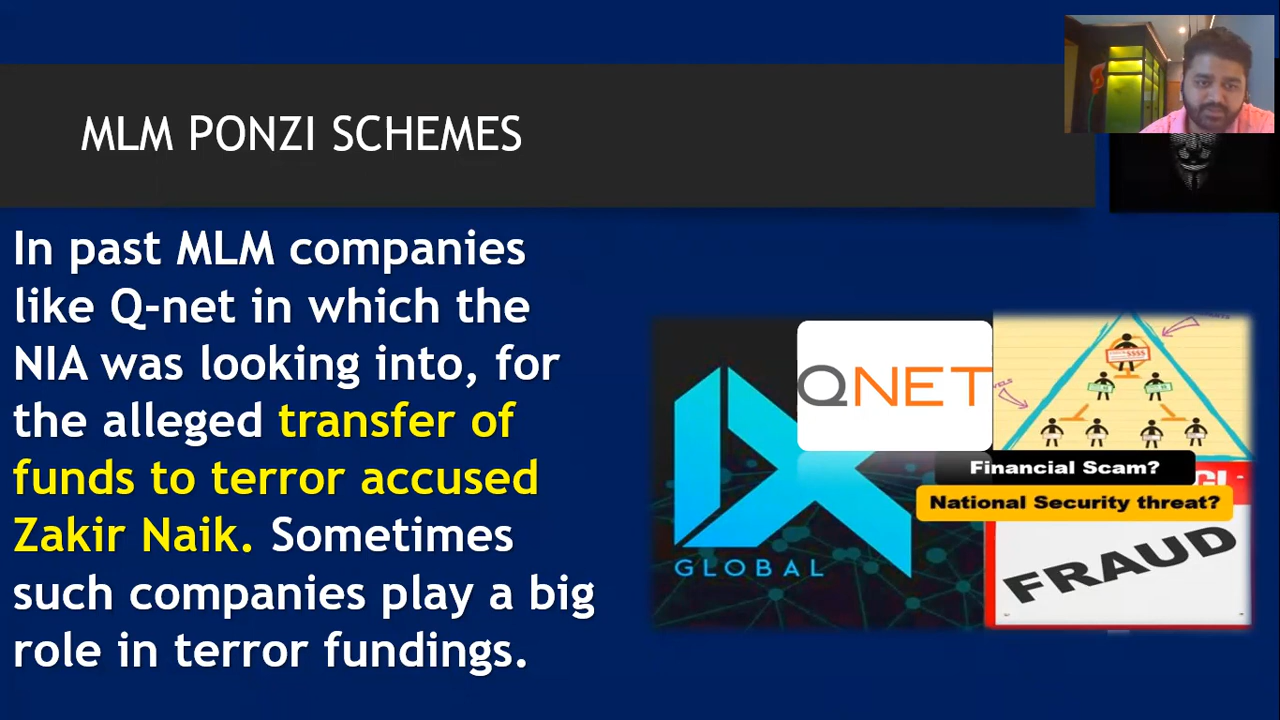 MLM PONZI SCHEMES
In past MLM companies
like Q-net in which the
NIA was looking into, for
the alleged transfer of
funds to terror accused
Zakir Naik. Sometimes
such companies play a big
role in terror fundings.
QNET
$$$$
Financial Scam?
National Security threat?
GLOBAL
FRAUD